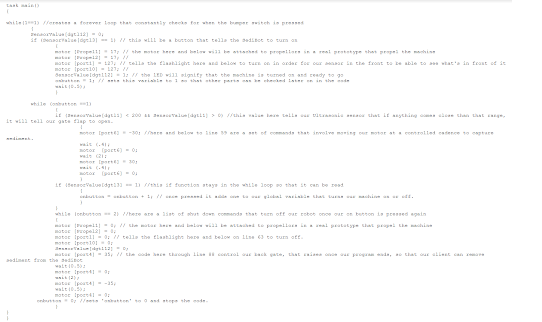 task main()
{
while(1==1) //creates a forever loop that constantly checks for when the bumper switch is pressed
{
SensorValue[dgtl12] = 0;
if (SensorValue[dgtl3] == 1) // this will be a button that tells the SediBot to turn on
{
motor [Propel1] = 17; // the motor here and below will be attached to propellors in a real prototype that propel the machine
motor [Propel2] = 17; //
motor [port1] = 127; // tells the flashlight here and below to turn on in order for our sensor in the front to be able to see what's in front of it
motor [port10] = 127; //
SensorValue[dgtl12] = 1; // the LED will signify that the machine is turned on and ready to go
onbutton = 1; // sets this variable to 1 so that other parts can be checked later on in the code
wait(0.5);
}
while (onbutton ==1)
{
if (SensorValue[dgtl1] < 200 && SensorValue[dgtl1] > 0) //this value here tells our Ultrasonic sensor that if anything comes close than that range,
it will tell our gate flap to open.
{
motor [port6] = -30; //here and below to line 39 are a set of commands that involve moving our motor at a controlled cadence to capture
sediment.
wait (.4);
motor [port6] = 0;
wait (2);
motor [port6] = 30;
wait (.4);
motor [port6] = 0;
}
if (SensorValue[dgtl3] == 1) //this if function stays in the while loop so that it can be read
{
onbutton = onbutton + 1; // once pressed it adds one to our global variable that turns our machine on or off.
}
}
while (onbutton == 2) //here are a list of shut down commands that turn off our robot once our on button is pressed again
{
motor [Propel1] = 0; // the motor here and below will be attached to propellors in a real prototype that propel the machine
motor [Propel2] = 0;
motor [port1] = 0; // tells the flashlight here and below on line 63 to turn off.
motor [port10] = 0;
SensorValue[dgtl12] = 0;
motor [port4] = 35; // the code here through line 69 control our back gate, that raises once our program ends, so that our client can remove
sediment from the SediBot
wait(0.5);
motor [port4] = 0;
wait(2);
motor [port4] = -35;
wait(0.5);
motor [port4] = 0;
onbutton = 0; //sets 'onbutton' to 0 and stops the code.
}
}
}